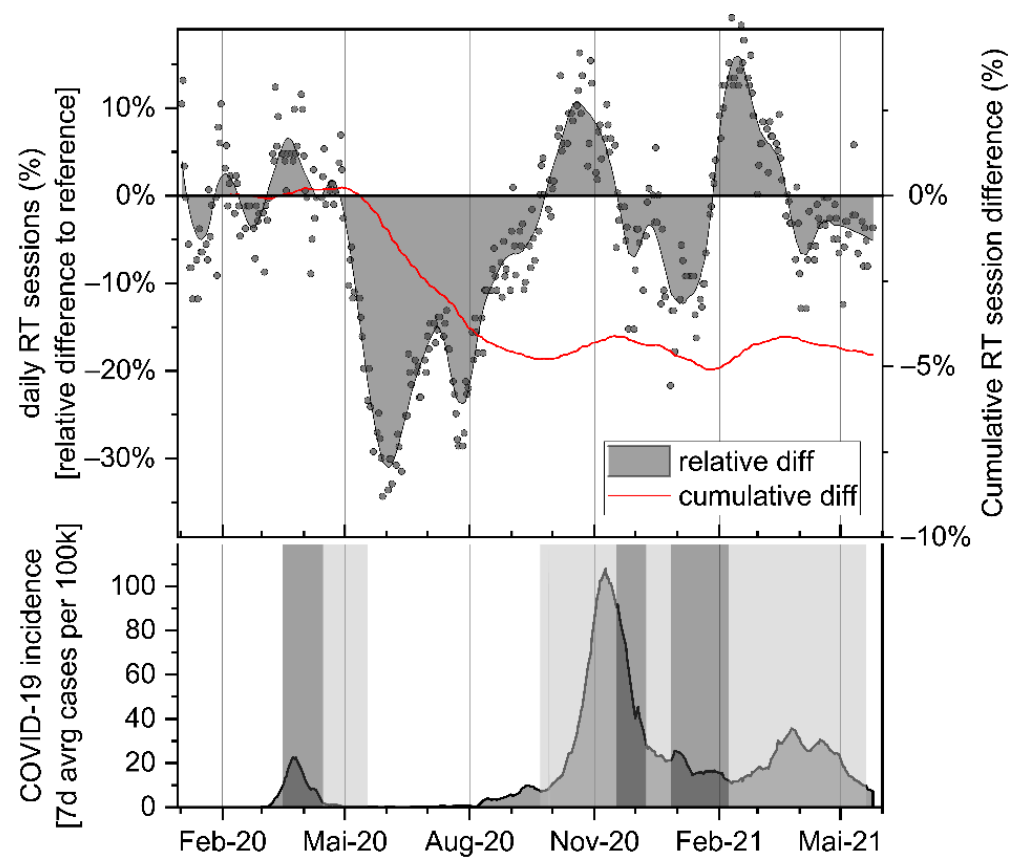 daily RT sessions (%)
[relative difference to reference]
10%
0%
–10%
–20%
–30%
0%
–5%
–10%
Cumulative RT session difference (%)
relative diff
cumulative diff
COVID-19 incidence
[7d avrg cases per 100k]
100
80
60
40
20
0
Feb-20 Mai-20 Aug-20 Nov-20 Feb-21 Mai-21